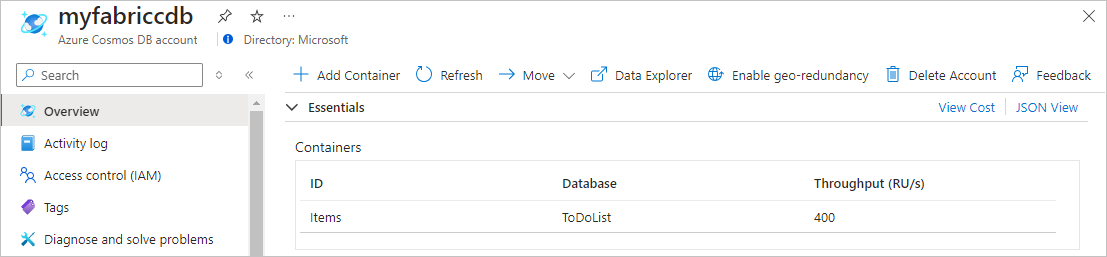 myfabriccdb
Azure Cosmos DB account
Directory: Microsoft
Search
Add Container Refresh Move Data Explorer Enable geo-redundancy Delete Account Feedback
Overview
Activity log
Access control (IAM)
Tags
Diagnose and solve problems
Essentials
View Cost JSON View
Containers
ID Database Throughput (RU/s)
Items ToDoList 400